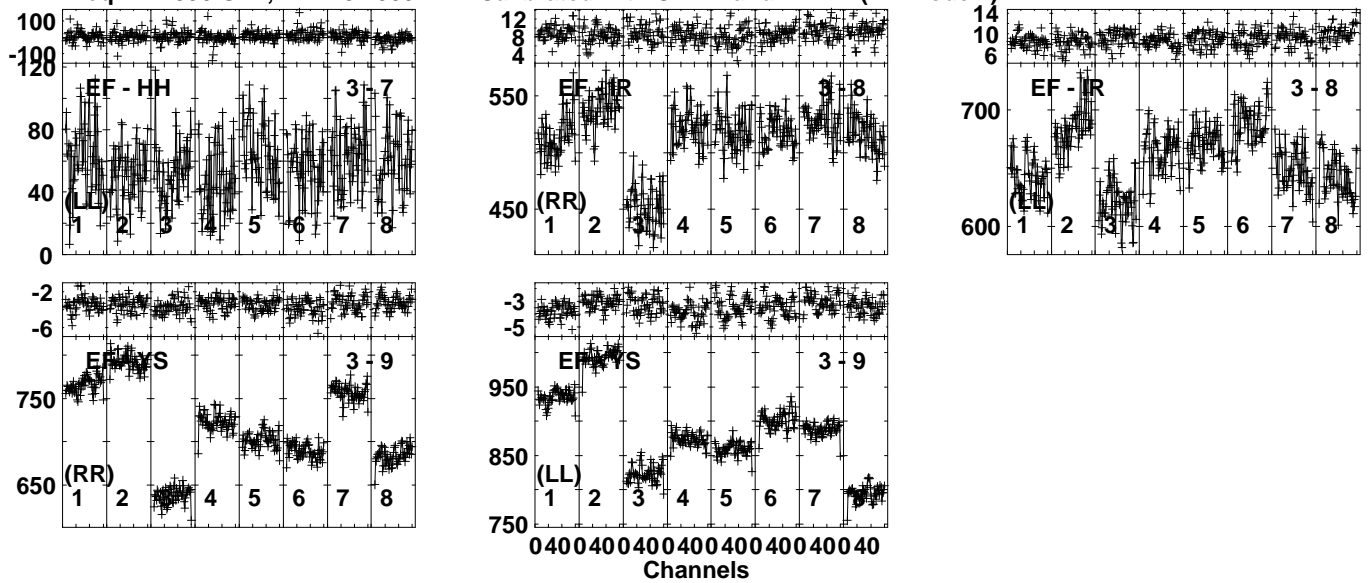 100
-100
120
80
40
0
EF - HH 3 - 7
(LL)
1 2 3 4 5 6 7 8
12
8
4
550
450
EF - IR 3 - 8
(RR)
1 2 3 4 5 6 7 8
14
10
6
700
600
EF - IR 3 - 8
(LL)
1 2 3 4 5 6 7 8
-2
-6
750
650
EF - YS 3 - 9
(RR)
1 2 4 5 6 7 8
-3
-5
950
850
750
EF - YS 3 - 9
(LL)
1 2 3 4 5 6 7 8
0 40 0 40 0 40 0 40 0 40 0 40 0 40 0 40
Channels